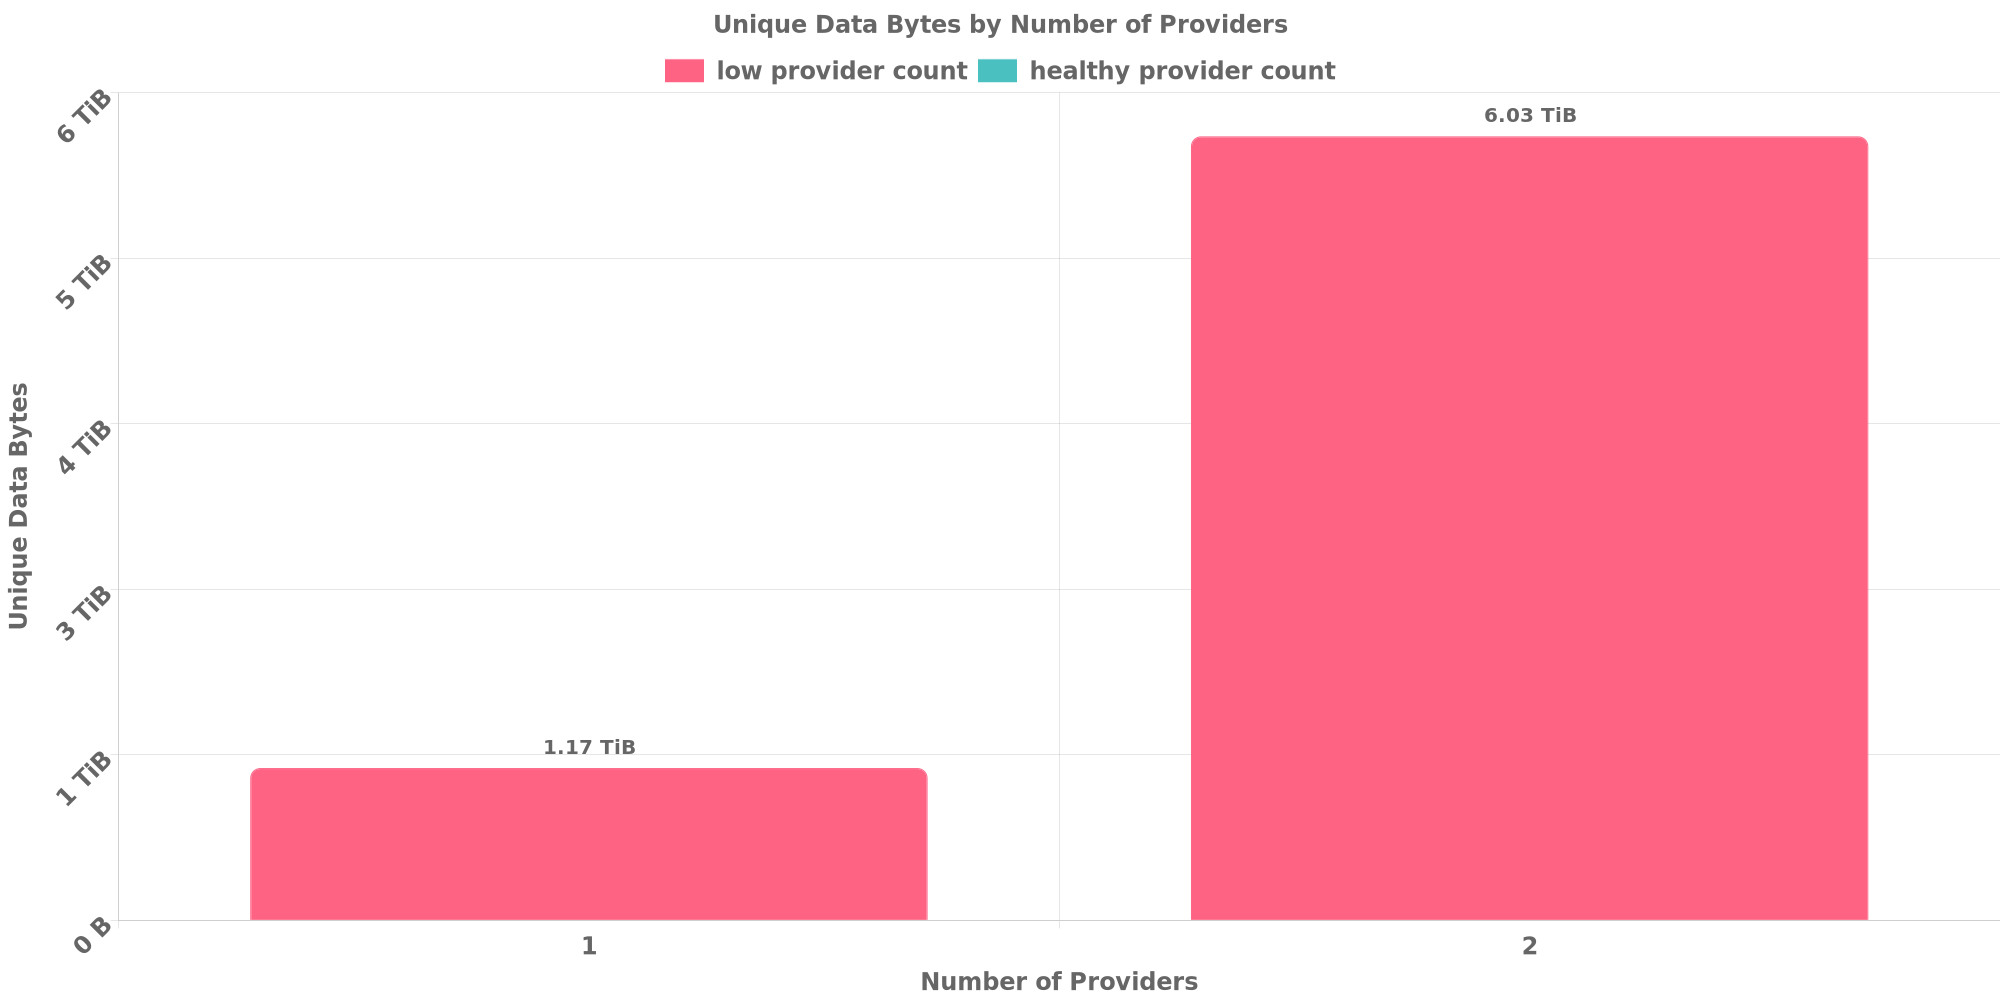 Unique Data Bytes by Number of Providers
low provider count healthy provider count
6 TiB
5 TiB
4 TiB
3 TiB
1 TiB
0 B
Unique Data Bytes
1.17 TiB
6.03 TiB
1
2
Number of Providers